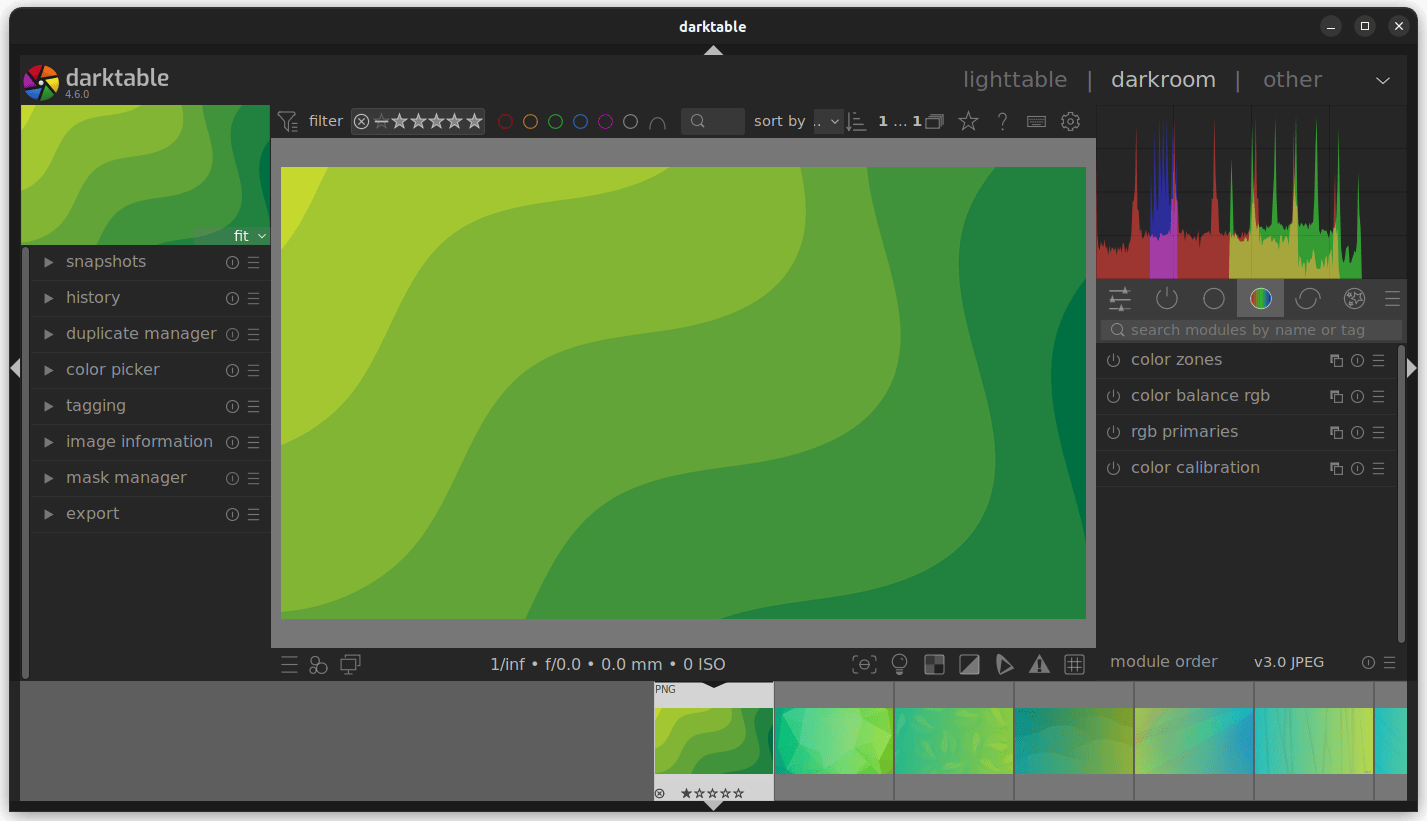 darktable
darktable
4.6.0
lighttable | darkroom | other
filter
sort by ..
1 ... 1
?
fit
snapshots
history
duplicate manager
color picker
tagging
image information
mask manager
export
search modules by name or tag
color zones
color balance rgb
rgb primaries
color calibration
1/inf • f/0.0 • 0.0 mm • 0 ISO
module order v3.0 JPEG
PNG